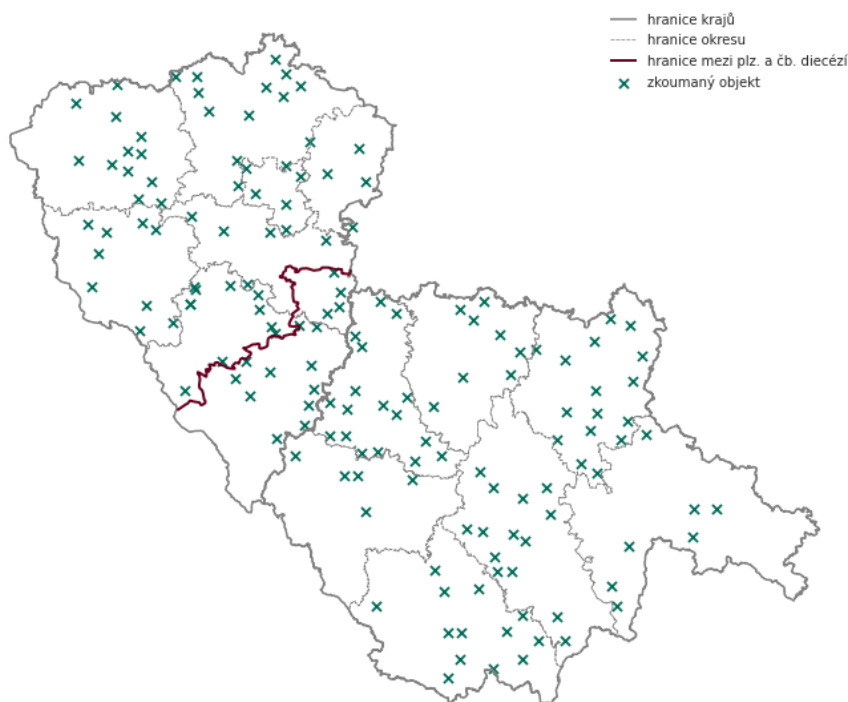 hranice krajů
hranice okresu
hranice mezi plz. a čb. diecézí
zkoumaný objekt